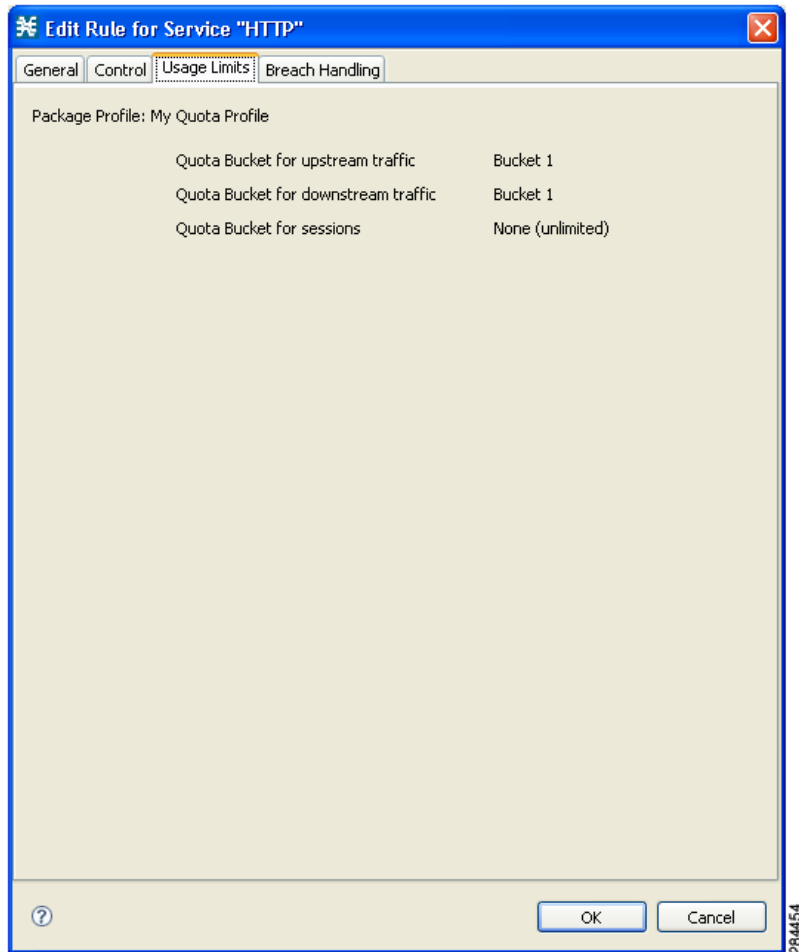 Edit Rule for Service "HTTP"
General Control Usage Limits Breach Handling
Package Profile: My Quota Profile
Quota Bucket for upstream traffic Bucket 1
Quota Bucket for downstream traffic Bucket 1
Quota Bucket for sessions None (unlimited)
? OK Cancel
284454